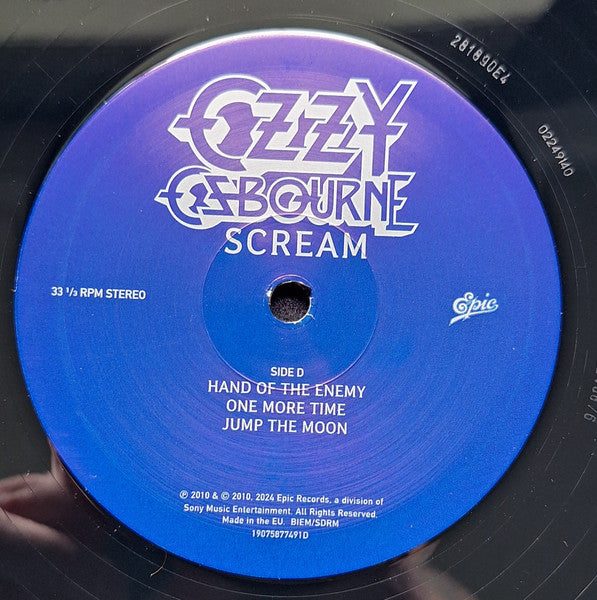 281890E4
02249140
OZZY
OSBOURNE
SCREAM
33 1/3 RPM STEREO
Epic
SIDE D
HAND OF THE ENEMY
ONE MORE TIME
JUMP THE MOON
℗ 2010 & © 2010, 2024 Epic Records, a division of
Sony Music Entertainment. All Rights Reserved.
Made in the EU. BIEM/SDRM
19075877491D